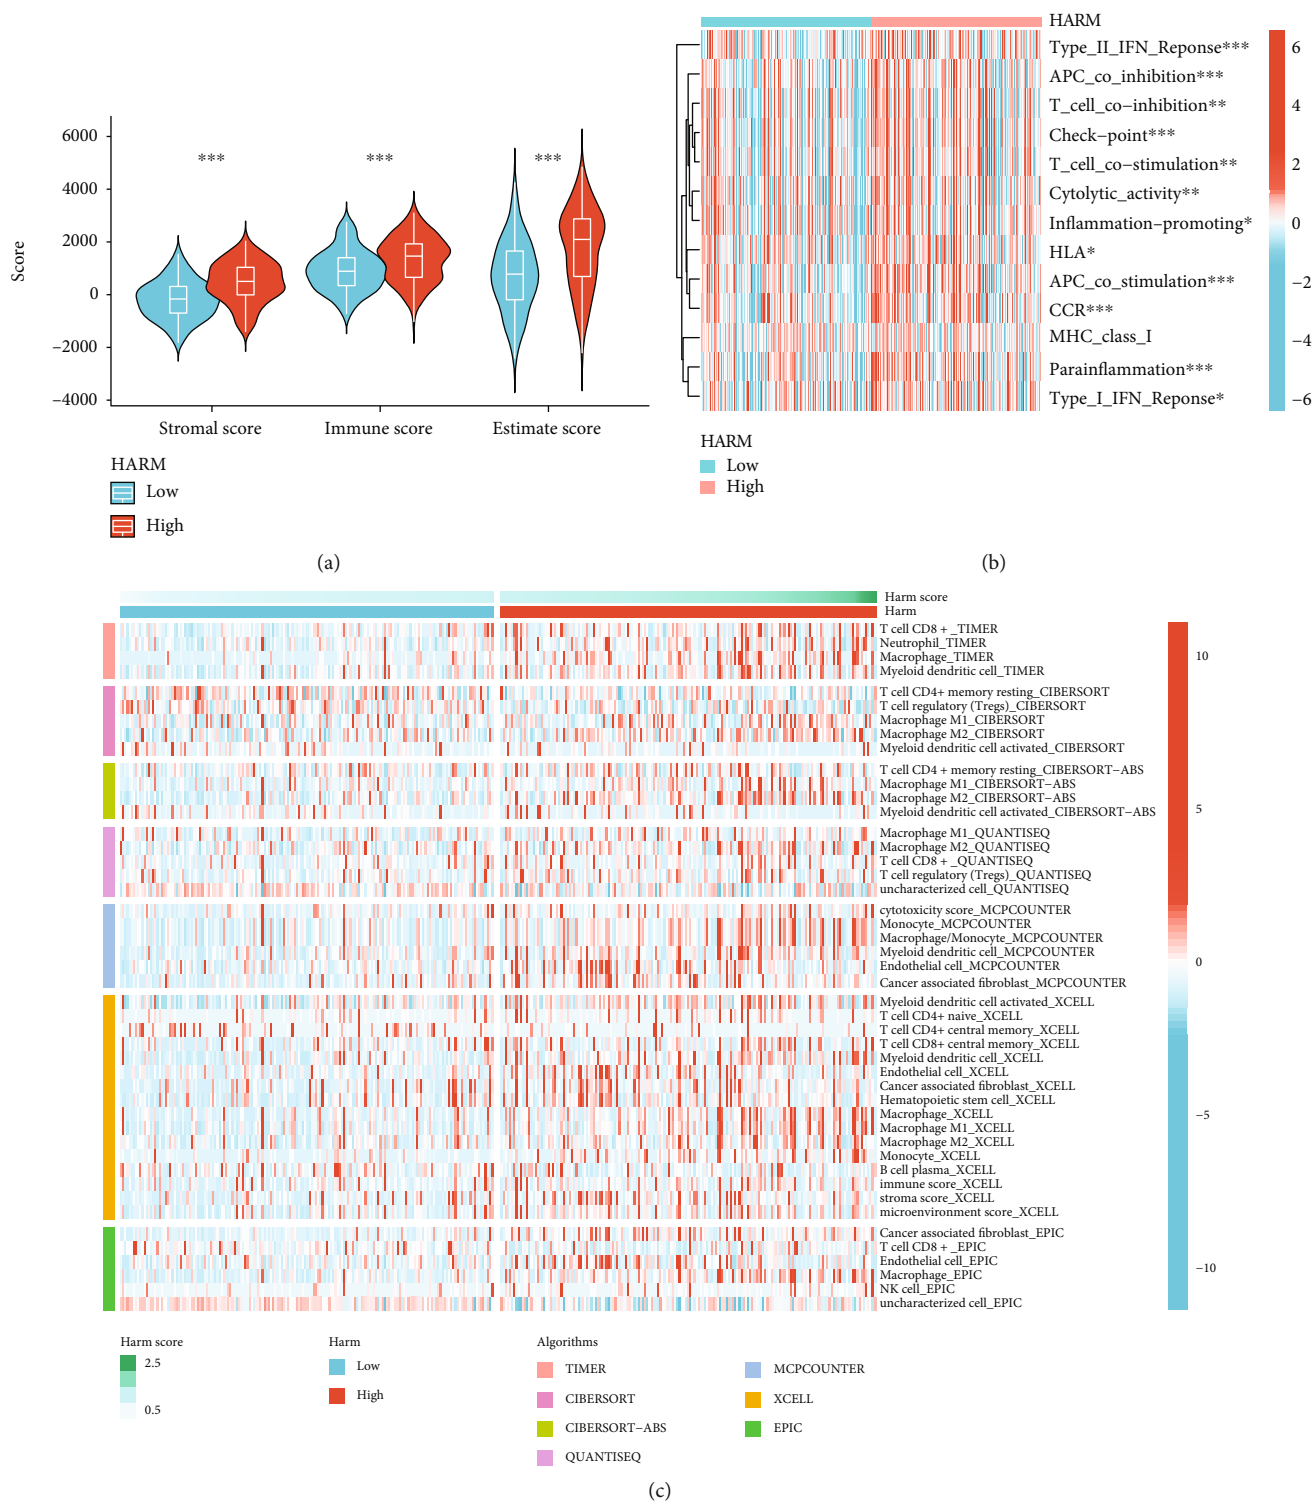 6000
4000
2000
0
−2000
−4000
Score
***
***
***
Stromal score
Immune score
Estimate score
HARM
Low
High
(a)
HARM
Type_II_IFN_Reponse***
APC_co_inhibition***
T_cell_co−inhibition**
Check−point***
T_cell_co−stimulation**
Cytolytic_activity**
Inflammation−promoting*
HLA*
APC_co_stimulation***
CCR***
MHC_class_I
Parainflammation***
Type_I_IFN_Reponse*
6
4
2
0
−2
−4
−6
HARM
Low
High
(b)
Harm score
Harm
T cell CD8 + _TIMER
Neutrophil_TIMER
Macrophage_TIMER
Myeloid dendritic cell_TIMER
T cell CD4+ memory resting_CIBERSORT
T cell regulatory (Tregs)_CIBERSORT
Macrophage M1_CIBERSORT
Macrophage M2_CIBERSORT
Myeloid dendritic cell activated_CIBERSORT
T cell CD4 + memory resting_CIBERSORT−ABS
Macrophage M1_CIBERSORT−ABS
Macrophage M2_CIBERSORT−ABS
Myeloid dendritic cell activated_CIBERSORT−ABS
Macrophage M1_QUANTISEQ
Macrophage M2_QUANTISEQ
T cell CD8 + _QUANTISEQ
T cell regulatory (Tregs)_QUANTISEQ
uncharacterized cell_QUANTISEQ
cytotoxicity score_MCPCOUNTER
Monocyte_MCPCOUNTER
Macrophage/Monocyte_MCPCOUNTER
Myeloid dendritic cell_MCPCOUNTER
Endothelial cell_MCPCOUNTER
Cancer associated fibroblast_MCPCOUNTER
Myeloid dendritic cell activated_XCELL
T cell CD4+ naive_XCELL
T cell CD4+ central memory_XCELL
T cell CD8+ central memory_XCELL
Myeloid dendritic cell_XCELL
Endothelial cell_XCELL
Cancer associated fibroblast_XCELL
Hematopoietic stem cell_XCELL
Macrophage_XCELL
Macrophage M1_XCELL
Macrophage M2_XCELL
Monocyte_XCELL
B cell plasma_XCELL
immune score_XCELL
stroma score_XCELL
microenvironment score_XCELL
Cancer associated fibroblast_EPIC
T cell CD8 + _EPIC
Endothelial cell_EPIC
Macrophage_EPIC
NK cell_EPIC
uncharacterized cell_EPIC
10
5
0
−5
−10
Harm score
2.5
0.5
Harm
Low
High
Algorithms
TIMER
CIBERSORT
CIBERSORT−ABS
QUANTISEQ
MCPCOUNTER
XCELL
EPIC
(c)